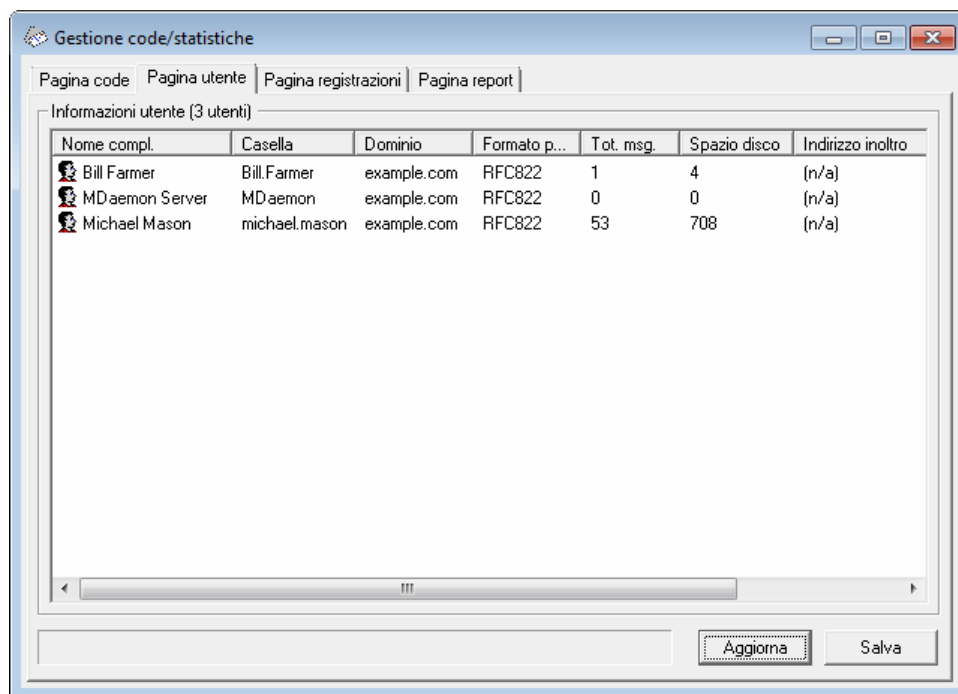 Gestione code/statistiche
Pagina code Pagina utente Pagina registrazioni Pagina report
Informazioni utente (3 utenti)
Nome compl. Casella Dominio Formato p... Tot. msg. Spazio disco Indirizzo inoltro
Bill Farmer Bill.Farmer example.com RFC822 1 4 (n/a)
MDaemon Server MDaemon example.com RFC822 0 0 (n/a)
Michael Mason michael.mason example.com RFC822 53 708 (n/a)
Aggiorna Salva